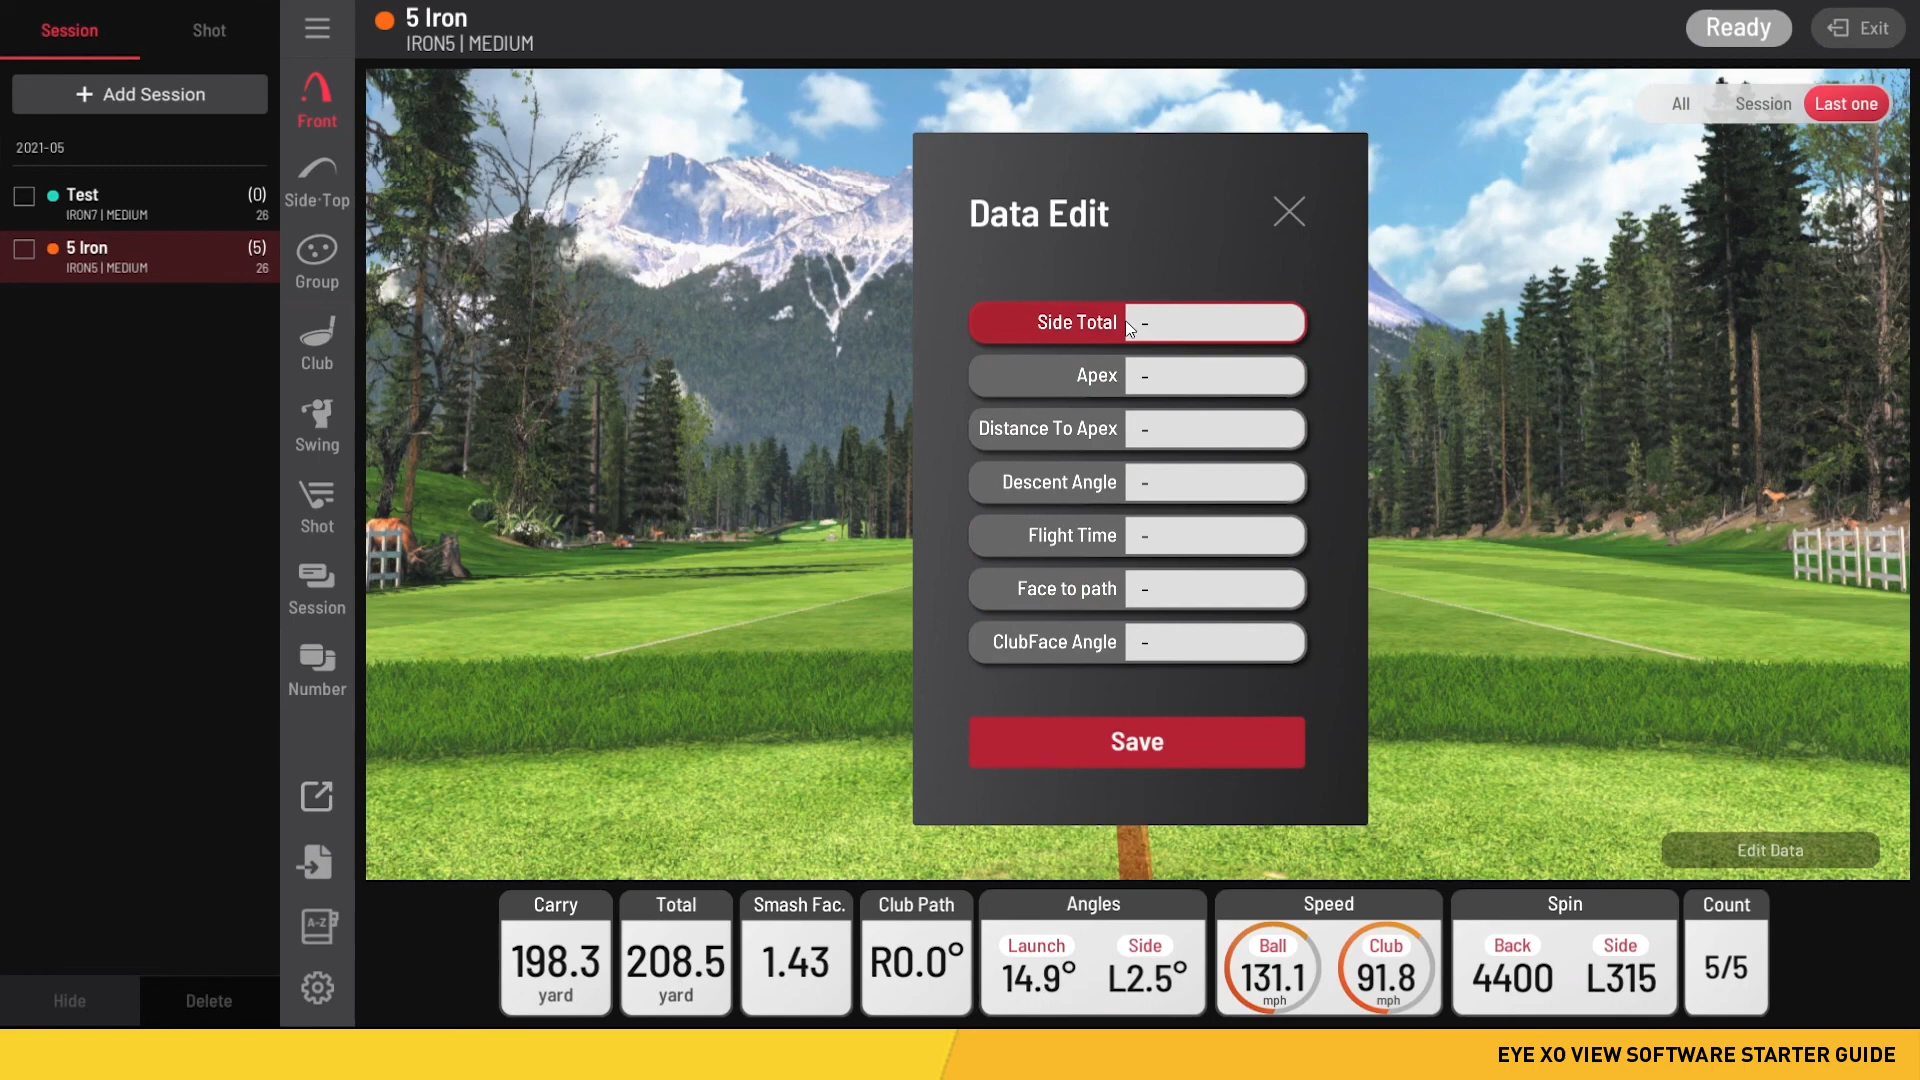 Session
Shot
+ Add Session
2021-05
Test (0)
IRON7 | MEDIUM 26
5 Iron (5)
IRON5 | MEDIUM 26
Hide
Delete
Front
Side·Top
Group
Club
Swing
Shot
Session
Number
A-Z
5 Iron
IRON5 | MEDIUM
Ready
Exit
All
Session
Last one
Data Edit
Side Total -
Apex -
Distance To Apex -
Descent Angle -
Flight Time -
Face to path -
ClubFace Angle -
Save
Edit Data
Carry
198.3
yard
Total
208.5
yard
Smash Fac.
1.43
Club Path
R0.0°
Angles
Launch Side
14.9° L2.5°
Speed
Ball Club
131.1 91.8
mph mph
Spin
Back Side
4400 L315
Count
5/5
EYE XO VIEW SOFTWARE STARTER GUIDE